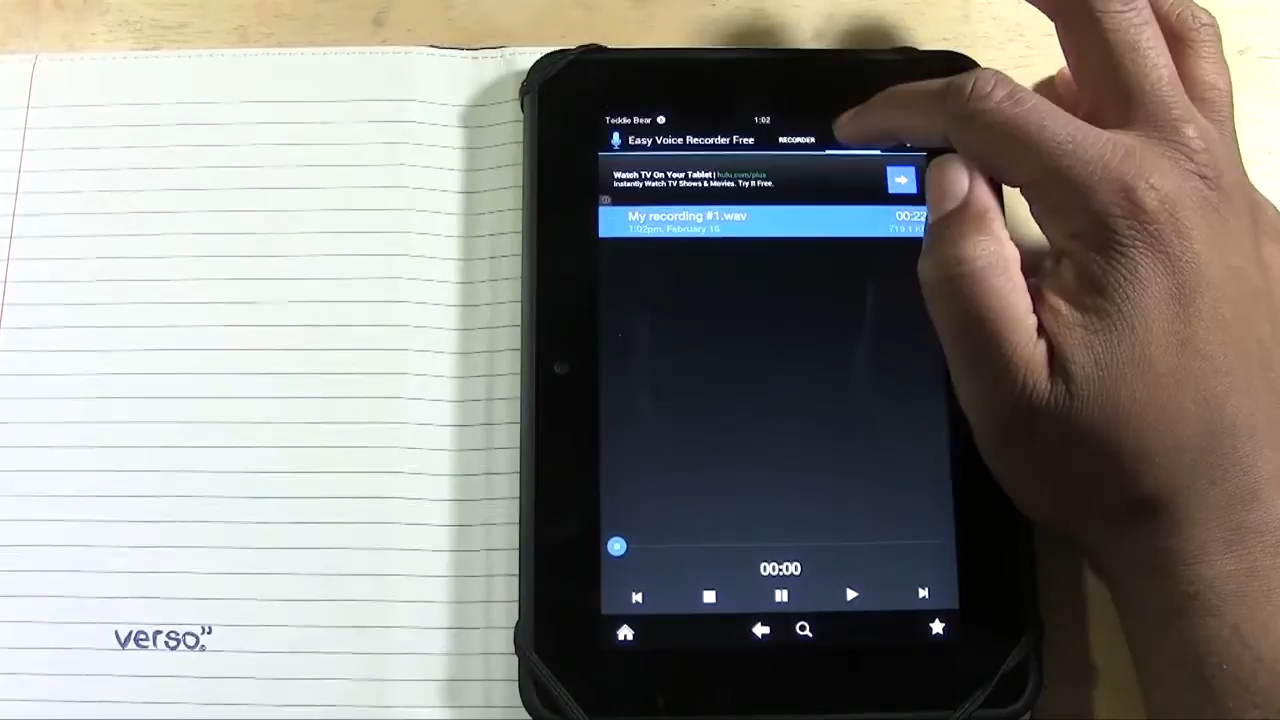 Teddie Bear
1:02
Easy Voice Recorder Free
RECORDER
Watch TV On Your Tablet | hulu.com/plus
Instantly Watch TV Shows & Movies. Try It Free.
My recording #1.wav
00:22
1:02pm, February 16
719.1
00:00
verso